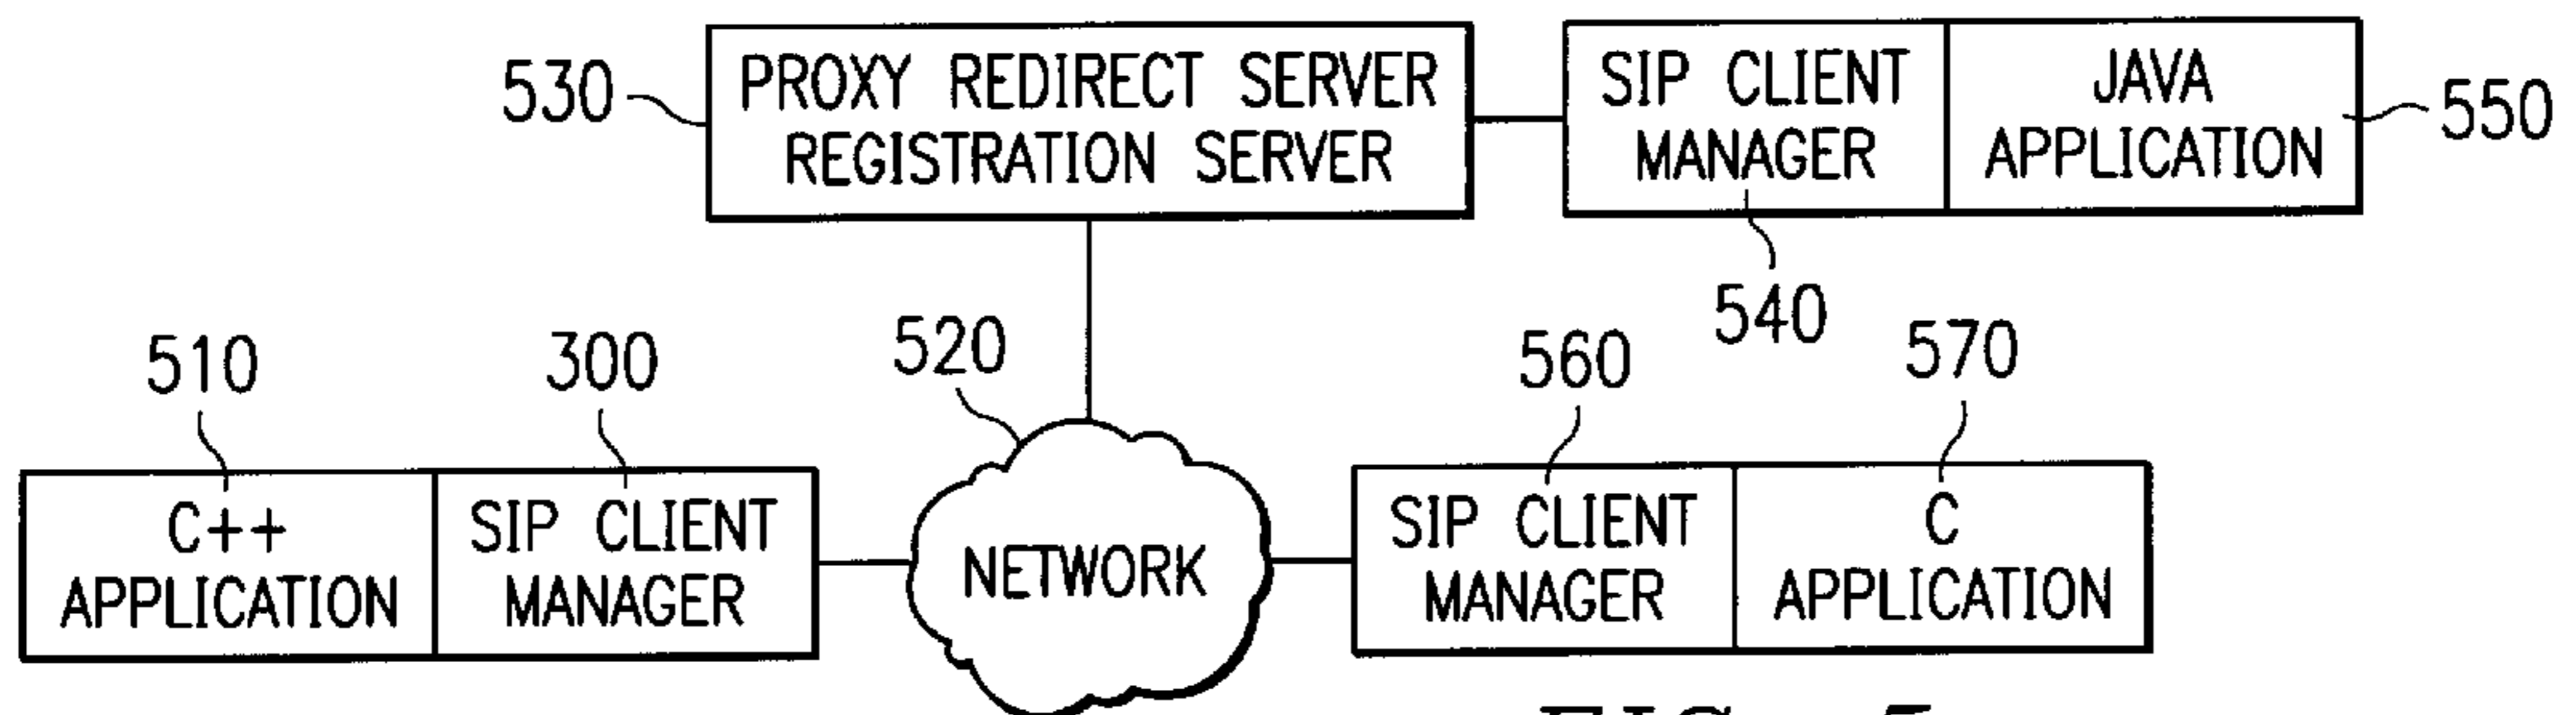 530
PROXY REDIRECT SERVER
REGISTRATION SERVER
SIP CLIENT
MANAGER
JAVA
APPLICATION
550
540
510
300
520
560
570
C++
APPLICATION
SIP CLIENT
MANAGER
NETWORK
SIP CLIENT
MANAGER
C
APPLICATION